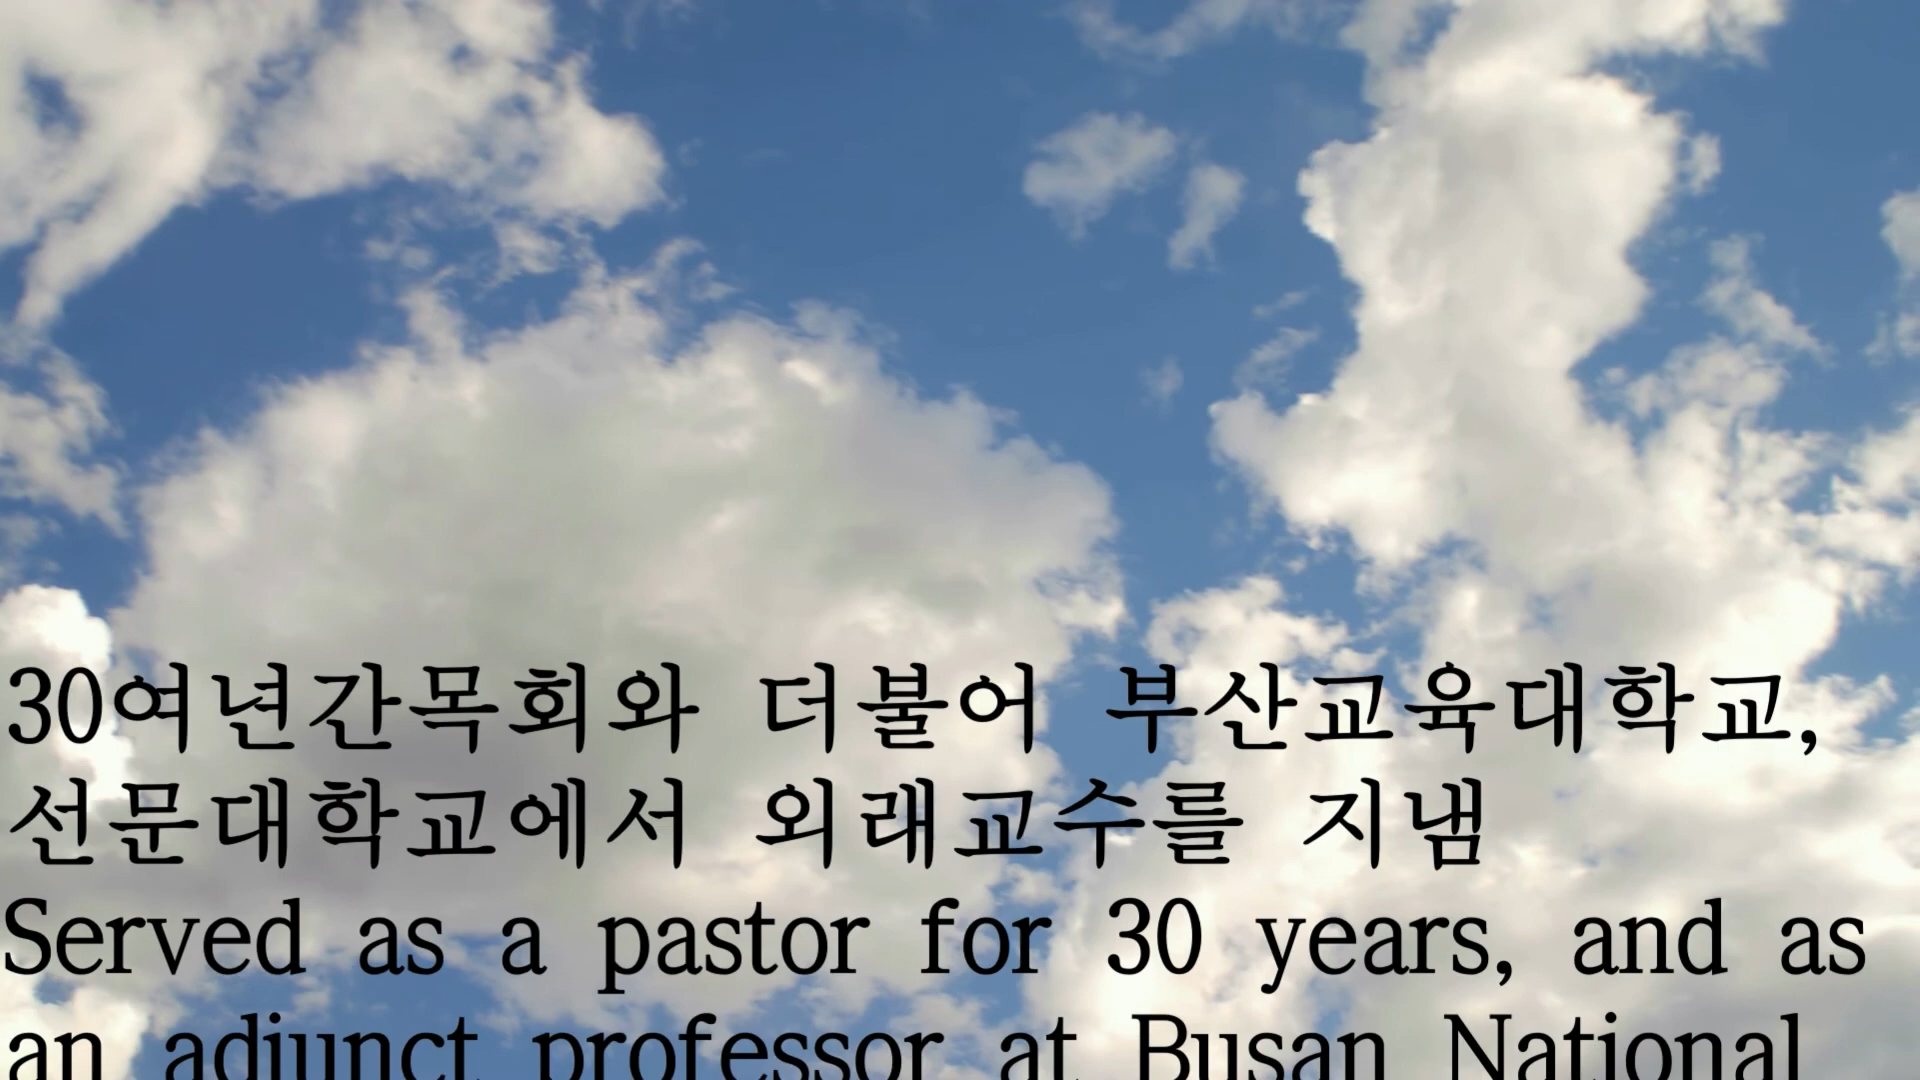 30여년간목회와 더불어 부산교육대학교,
선문대학교에서 외래교수를 지냄
Served as a pastor for 30 years, and as
an adjunct professor at Busan National